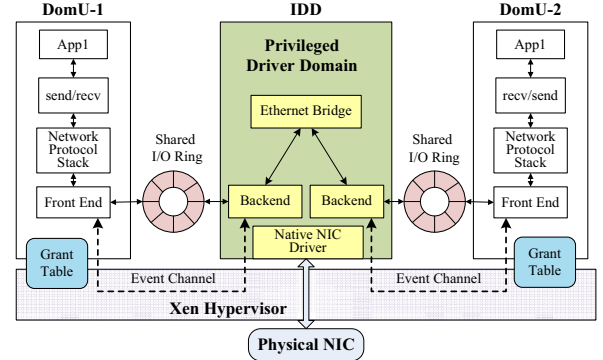 DomU-1
IDD
DomU-2
App1
send/recv
Network
Protocol
Stack
Front End
Grant
Table
Shared
I/O Ring
Privileged
Driver Domain
Ethernet Bridge
Backend
Backend
Native NIC
Driver
Shared
I/O Ring
App1
recv/send
Network
Protocol
Stack
Front End
Grant
Table
Event Channel
Event Channel
Xen Hypervisor
Physical NIC